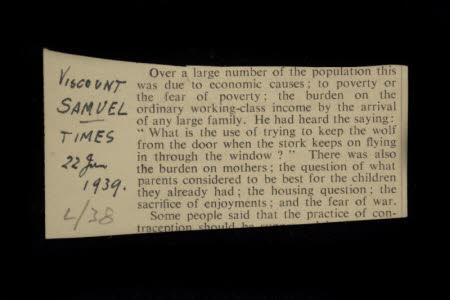 VISCOUNT
SAMUEL
TIMES
22 Jun
1939.
L/38
Over a large number of the population this
was due to economic causes; to poverty or
the fear of poverty; the burden on the
ordinary working-class income by the arrival
of any large family. He had heard the saying:
“What is the use of trying to keep the wolf
from the door when the stork keeps on flying
in through the window?” There was also
the burden on mothers; the question of what
parents considered to be best for the children
they already had; the housing question; the
sacrifice of enjoyments; and the fear of war.
Some people said that the practice of con-
traception should be